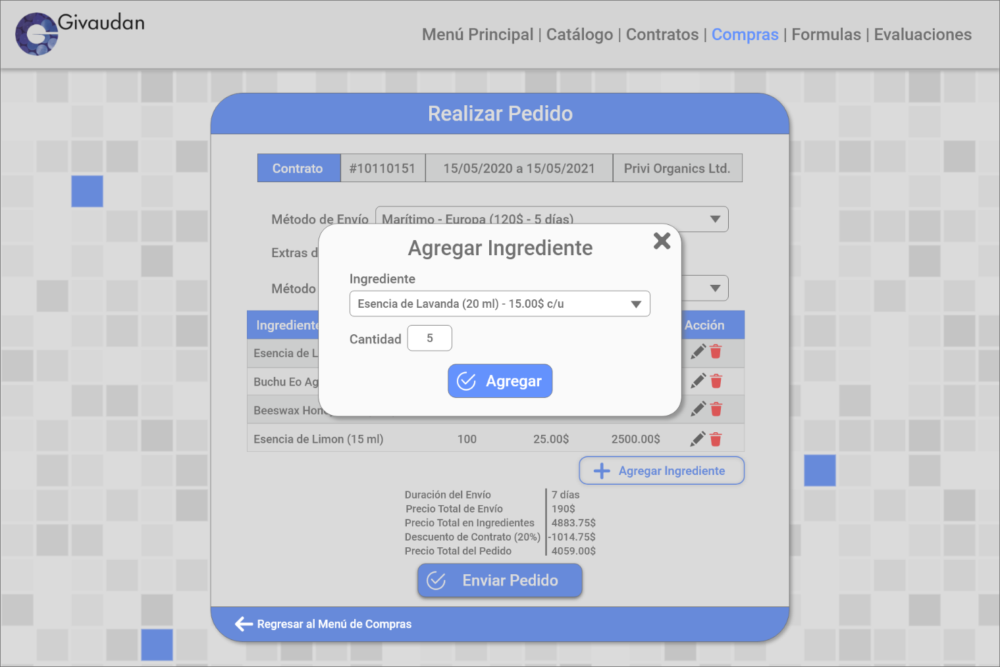 Givaudan
Menú Principal | Catálogo | Contratos | Compras | Formulas | Evaluaciones
Realizar Pedido
Contrato #10110151 15/05/2020 a 15/05/2021 Privi Organics Ltd.
Método de Envío Marítimo - Europa (120$ - 5 días)
Extras d
Método
Agregar Ingrediente
Ingrediente
Esencia de Lavanda (20 ml) - 15.00$ c/u
Cantidad 5
Agregar
Ingrediente Acción
Esencia de L
Buchu Eo Ag
Beeswax Hon
Esencia de Limon (15 ml) 100 25.00$ 2500.00$
Agregar Ingrediente
Duración del Envío 7 días
Precio Total de Envío 190$
Precio Total en Ingredientes 4883.75$
Descuento de Contrato (20%) -1014.75$
Precio Total del Pedido 4059.00$
Enviar Pedido
Regresar al Menú de Compras